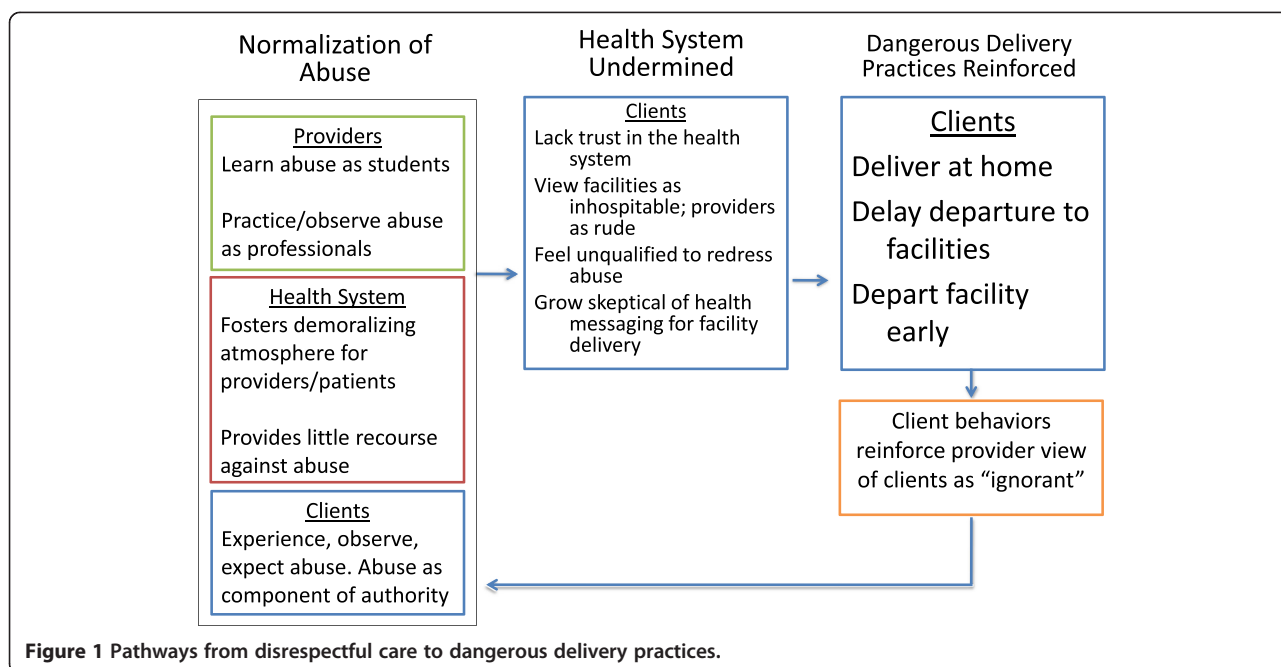 Normalization of
Abuse
Providers
Learn abuse as students
Practice/observe abuse
as professionals
Health System
Fosters demoralizing
atmosphere for
providers/patients
Provides little recourse
against abuse
Clients
Experience, observe,
expect abuse. Abuse as
component of authority
Health System
Undermined
Clients
Lack trust in the health
system
View facilities as
inhospitable; providers
as rude
Feel unqualified to redress
abuse
Grow skeptical of health
messaging for facility
delivery
Dangerous Delivery
Practices Reinforced
Clients
Deliver at home
Delay departure to
facilities
Depart facility
early
Client behaviors
reinforce provider view
of clients as “ignorant”
Figure 1 Pathways from disrespectful care to dangerous delivery practices.